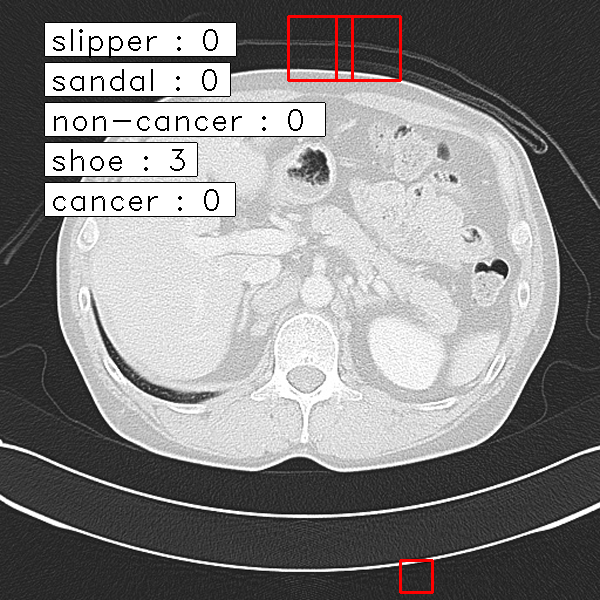 slipper : 0
sandal : 0
non-cancer : 0
shoe : 3
cancer : 0